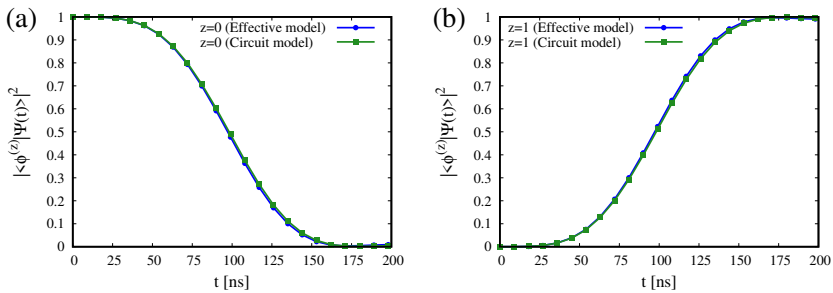 (a)
|<ϕ^(z)|Ψ(t)>|^2
1
0.9
0.8
0.7
0.6
0.5
0.4
0.3
0.2
0.1
0
z=0 (Effective model)
z=0 (Circuit model)
0 25 50 75 100 125 150 175 200
t [ns]
(b)
|<ϕ^(z)|Ψ(t)>|^2
1
0.9
0.8
0.7
0.6
0.5
0.4
0.3
0.2
0.1
0
z=1 (Effective model)
z=1 (Circuit model)
0 25 50 75 100 125 150 175 200
t [ns]